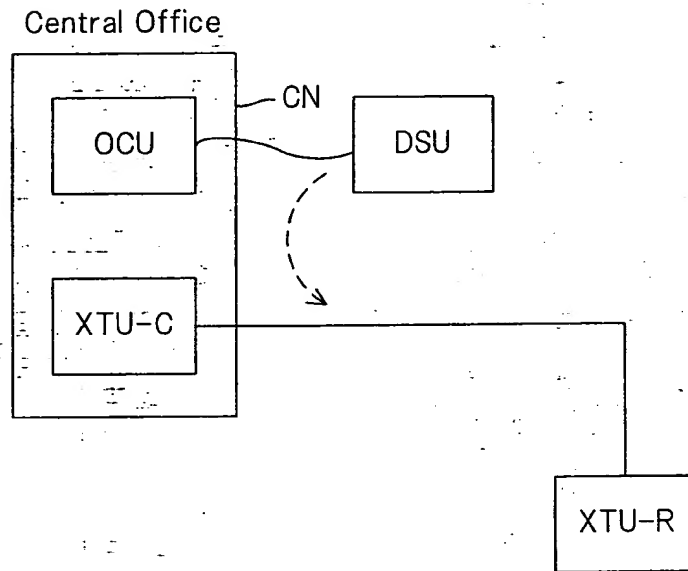 Central Office
CN
OCU
DSU
XTU-C
XTU-R